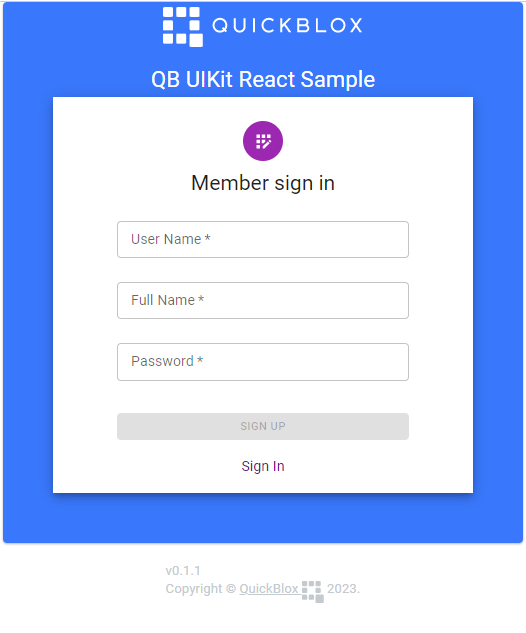 QUICKBLOX
QB UIKit React Sample
Member sign in
User Name *
Full Name *
Password *
SIGN UP
Sign In
v0.1.1
Copyright © QuickBlox 2023.